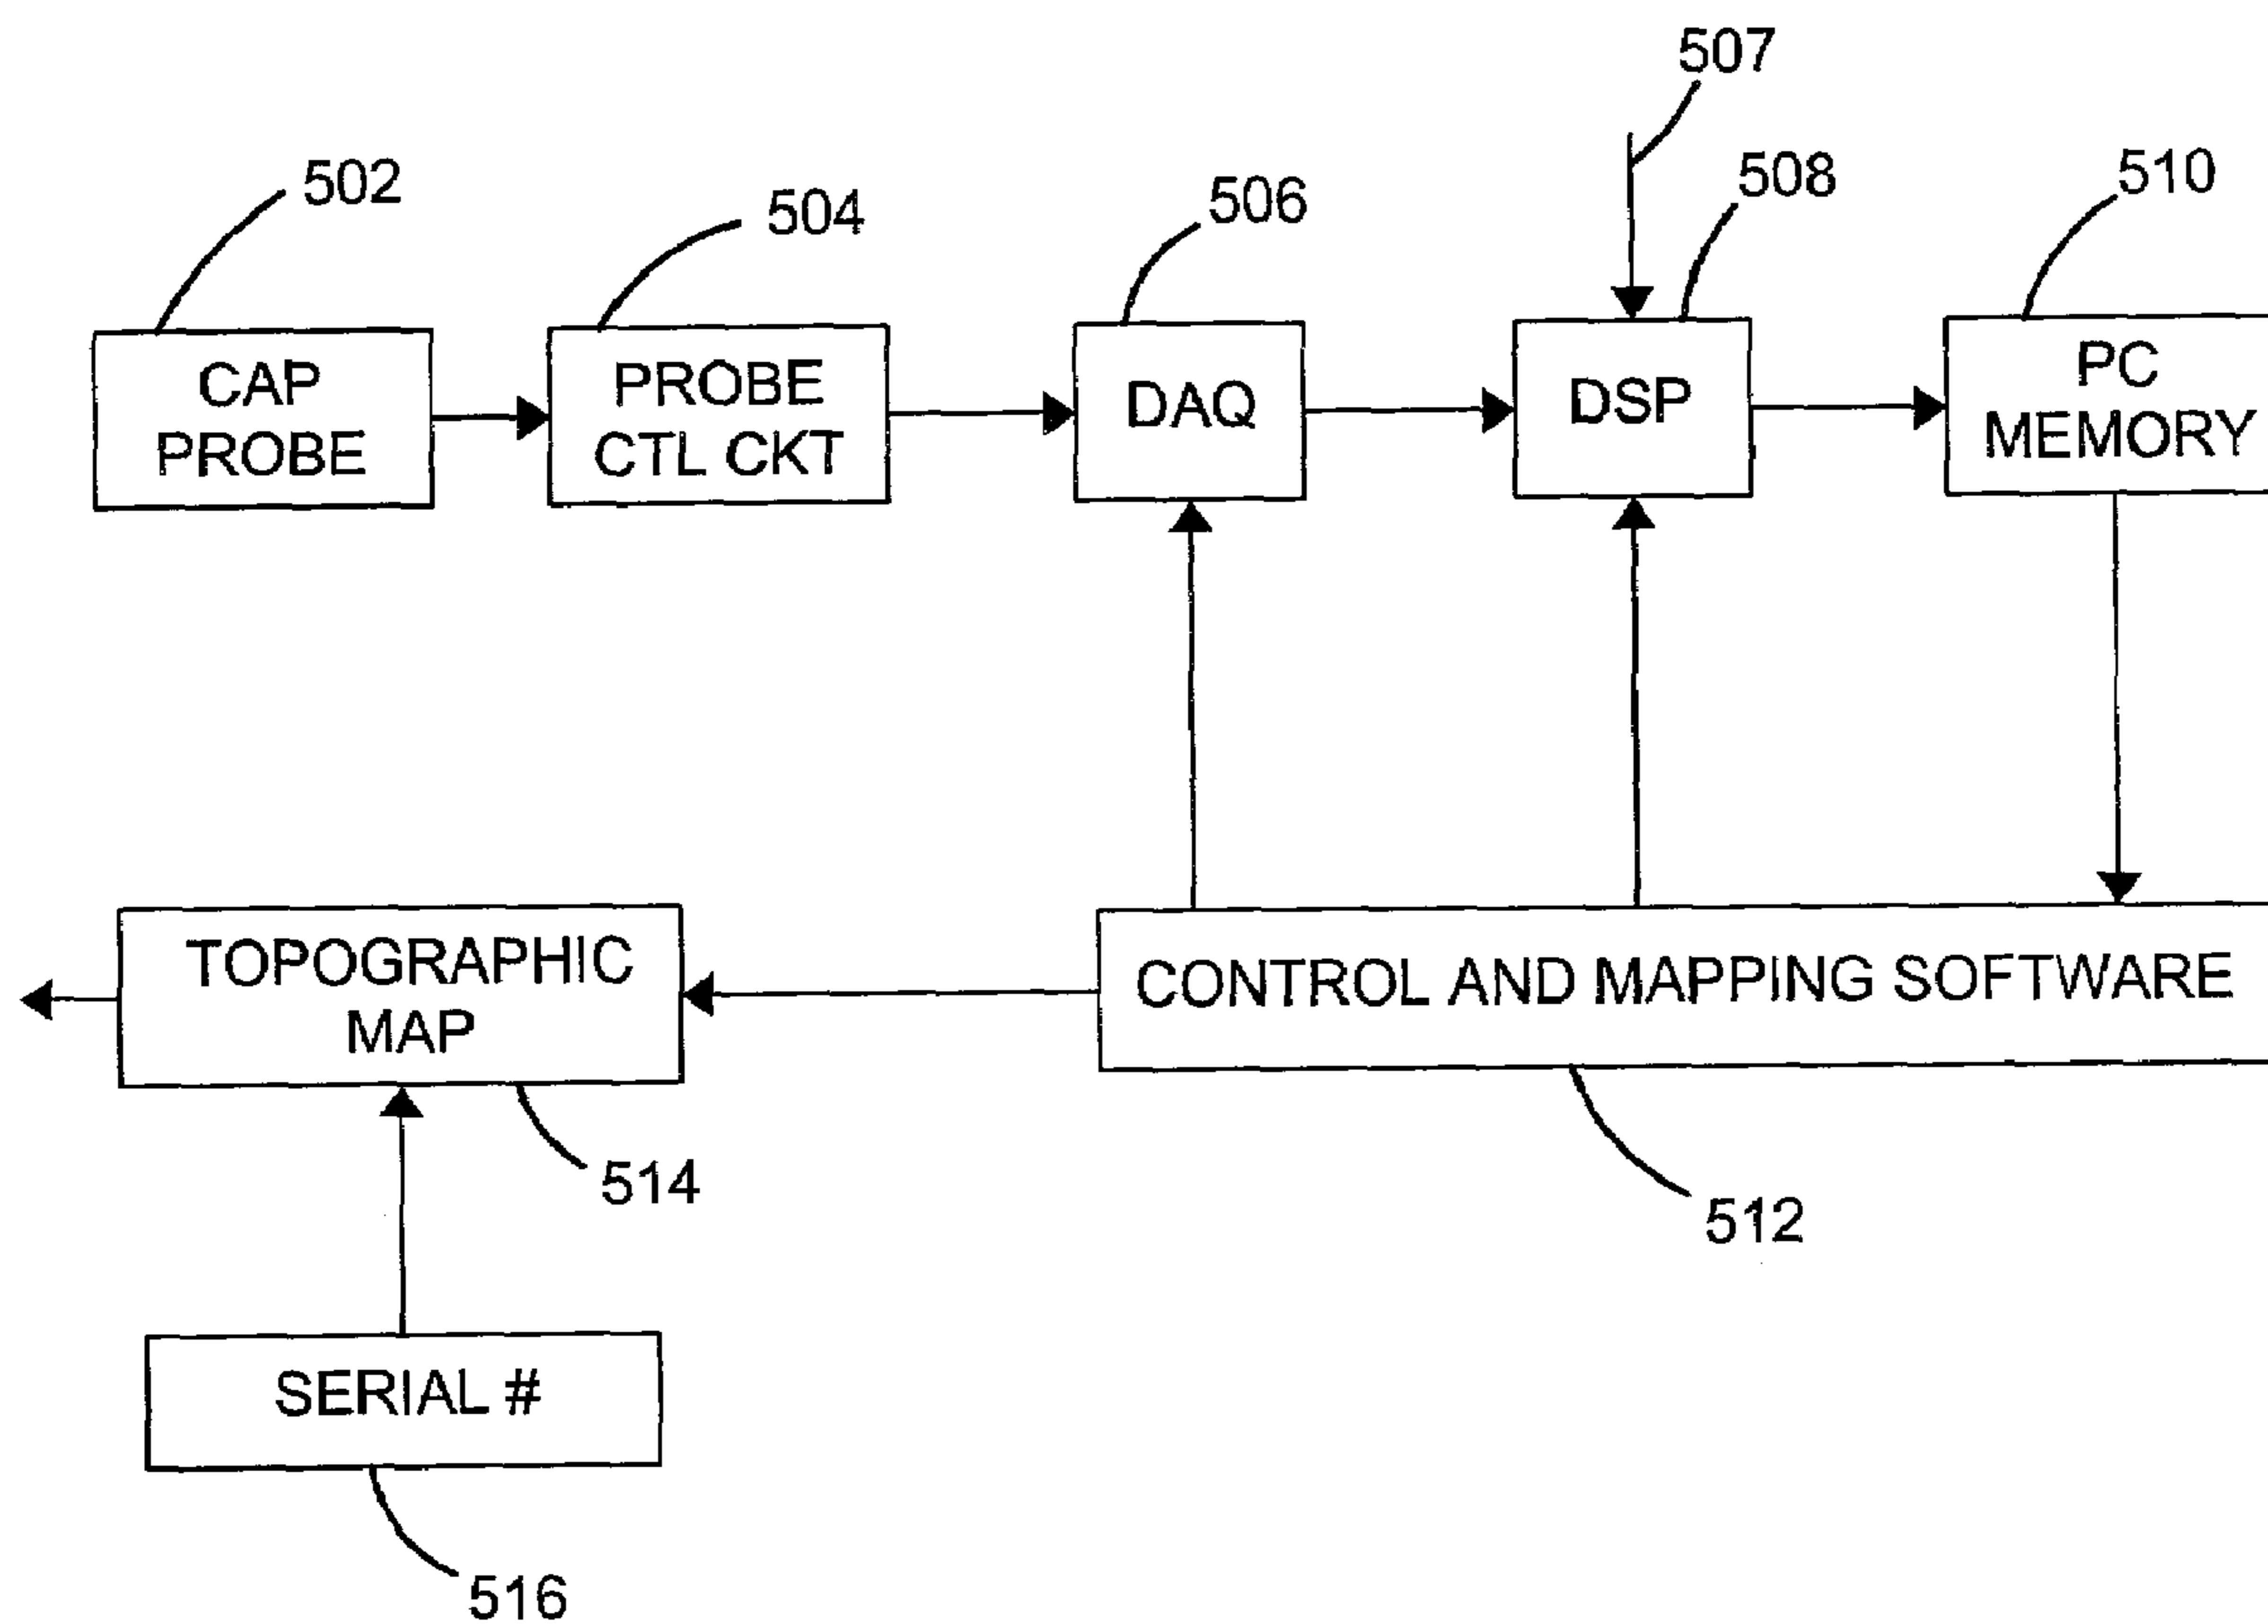 507
502
504
506
508
510
CAP
PROBE
PROBE
CTL CKT
DAQ
DSP
PC
MEMORY
TOPOGRAPHIC
MAP
CONTROL AND MAPPING SOFTWARE
514
512
SERIAL #
516